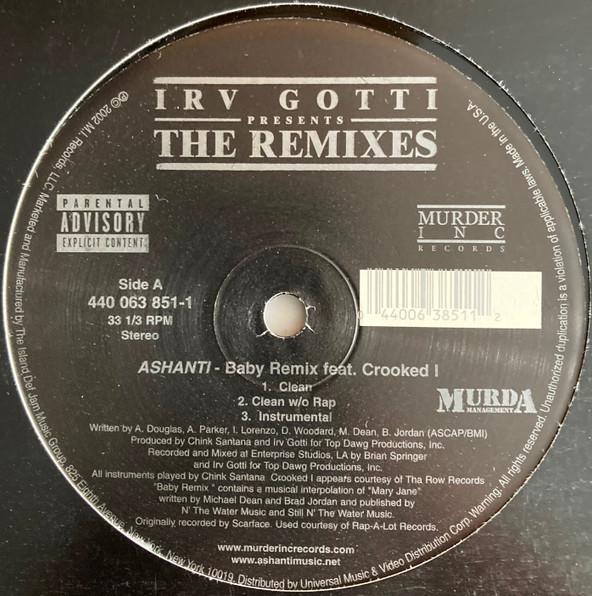 IRV GOTTI
PRESENTS
THE REMIXES
PARENTAL
ADVISORY
EXPLICIT CONTENT
MURDER
INC
RECORDS
Side A
440 063 851-1
33 1/3 RPM
Stereo
0 44006 38511 2
ASHANTI - Baby Remix feat. Crooked I
1. Clean
2. Clean w/o Rap
3. Instrumental
MURDA
MANAGEMENT
Written by A. Douglas, A. Parker, I. Lorenzo, D. Woodard, M. Dean, B. Jordan (ASCAP/BMI)
Produced by Chink Santana and Irv Gotti for Top Dawg Productions, Inc.
Recorded and Mixed at Enterprise Studios, LA by Brian Springer
and Irv Gotti for Top Dawg Productions, Inc.
All instruments played by Chink Santana Crooked I appears courtesy of Tha Row Records
"Baby Remix " contains a musical interpolation of "Mary Jane"
written by Michael Dean and Brad Jordan and published by
N' The Water Music and Still N' The Water Music.
Originally recorded by Scarface. Used courtesy of Rap-A-Lot Records.
www.murderincrecords.com
www.ashantimusic.net
℗© 2002 M.I. Records, LLC. Marketed and Manufactured by The Island Def Jam Music Group, 825 Eighth Avenue, New York, New York 10019. Distributed by Universal Music & Video Distribution Corp. Warning: All rights reserved. Unauthorized duplication is a violation of applicable laws. Made in the U.S.A.